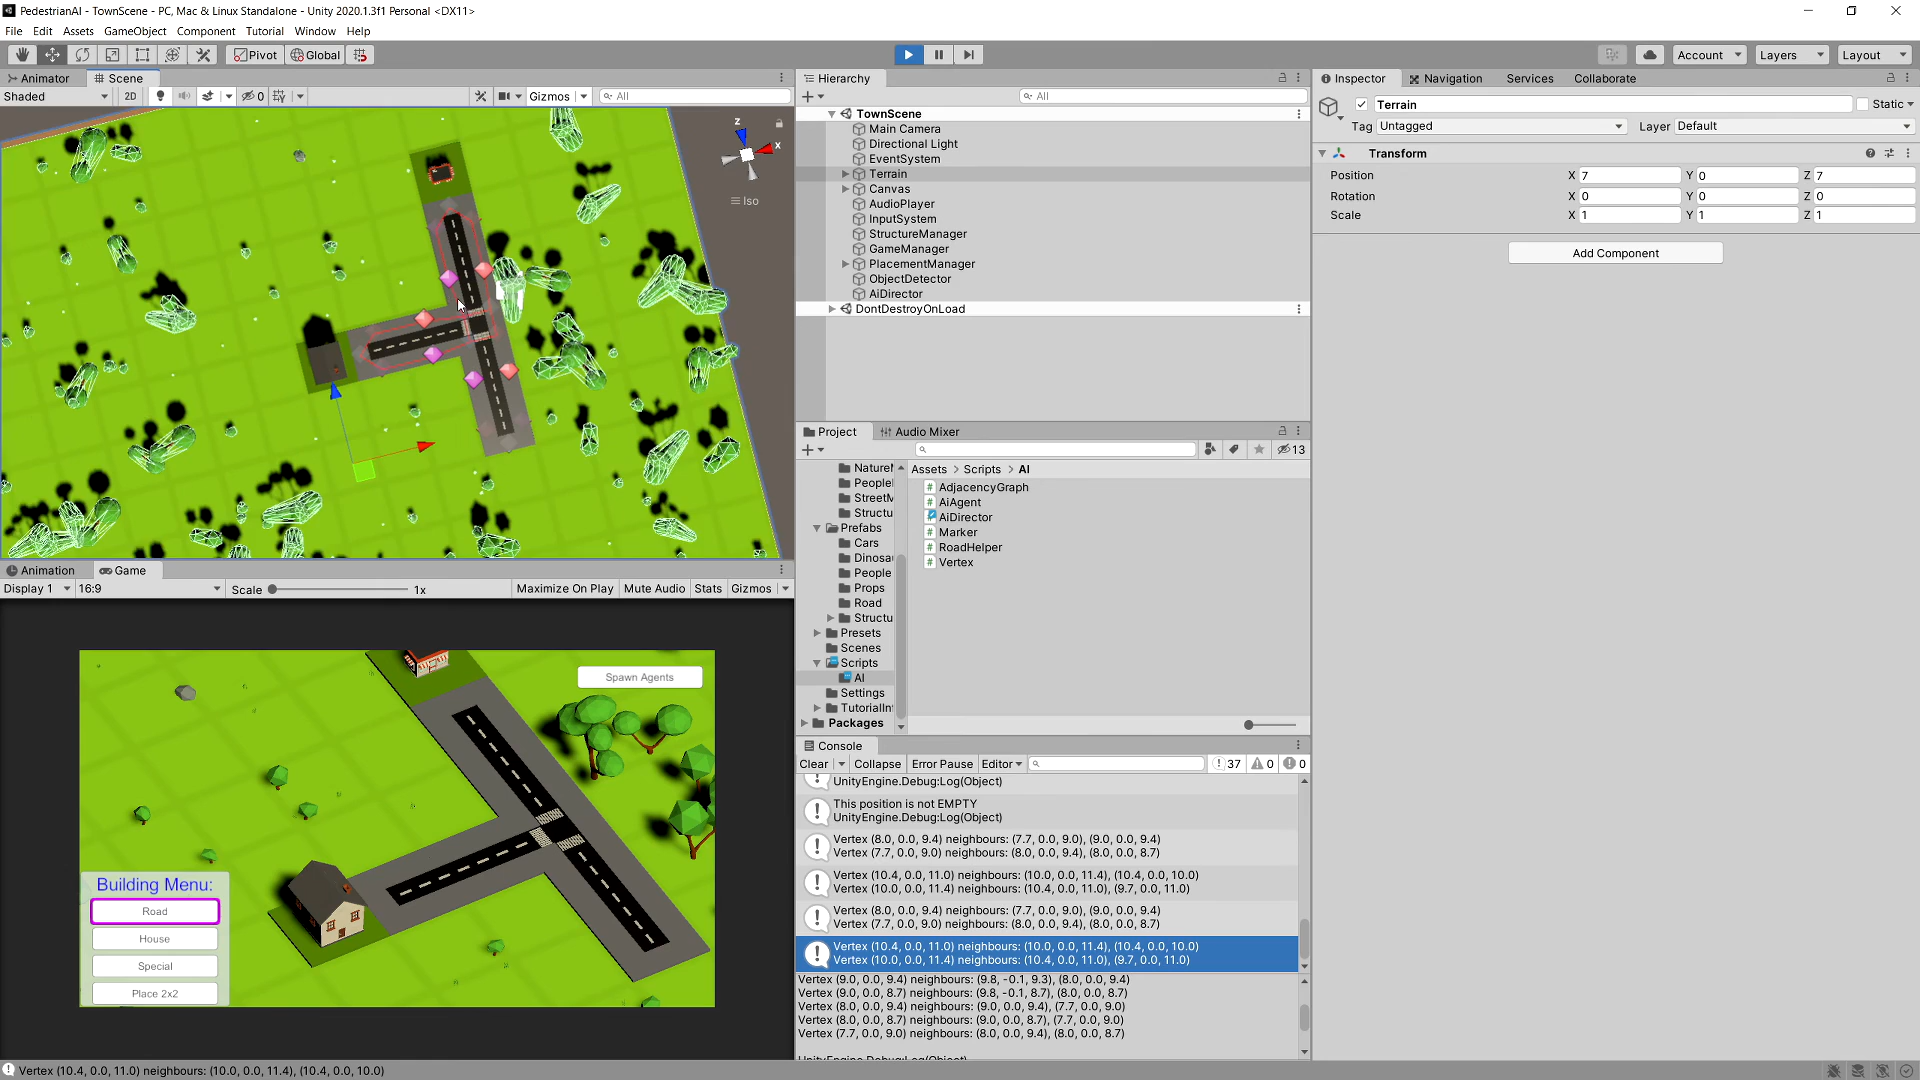 PedestrianAI - TownScene - PC, Mac & Linux Standalone - Unity 2020.1.3f1 Personal <DX11>
File Edit Assets GameObject Component Tutorial Window Help
Pivot Global Account Layers Layout
Animator Scene
Shaded 2D 0 Gizmos All
z
x
Iso
Animation Game
Display 1 16:9 Scale 1x Maximize On Play Mute Audio Stats Gizmos
Spawn Agents
Building Menu:
Road
House
Special
Place 2x2
Hierarchy
All
TownScene
Main Camera
Directional Light
EventSystem
Terrain
Canvas
AudioPlayer
InputSystem
StructureManager
GameManager
PlacementManager
ObjectDetector
AiDirector
DontDestroyOnLoad
Project Audio Mixer
13
People
Structu
Prefabs
Cars
Dinosa
People
Props
Road
Structu
Presets
Scenes
Scripts
AI
Settings
TutorialIn
Packages
Assets > Scripts > AI
AdjacencyGraph
AiAgent
AiDirector
Marker
RoadHelper
Vertex
Console
Clear Collapse Error Pause Editor 37 0 0
UnityEngine.Debug:Log(Object)
This position is not EMPTY
UnityEngine.Debug:Log(Object)
Vertex (8.0, 0.0, 9.4) neighbours: (7.7, 0.0, 9.0), (9.0, 0.0, 9.4)
Vertex (7.7, 0.0, 9.0) neighbours: (8.0, 0.0, 9.4), (8.0, 0.0, 8.7)
Vertex (10.4, 0.0, 11.0) neighbours: (10.0, 0.0, 11.4), (10.4, 0.0, 10.0)
Vertex (10.0, 0.0, 11.4) neighbours: (10.4, 0.0, 11.0), (9.7, 0.0, 11.0)
Vertex (8.0, 0.0, 9.4) neighbours: (7.7, 0.0, 9.0), (9.0, 0.0, 9.4)
Vertex (7.7, 0.0, 9.0) neighbours: (8.0, 0.0, 9.4), (8.0, 0.0, 8.7)
Vertex (10.4, 0.0, 11.0) neighbours: (10.0, 0.0, 11.4), (10.4, 0.0, 10.0)
Vertex (10.0, 0.0, 11.4) neighbours: (10.4, 0.0, 11.0), (9.7, 0.0, 11.0)
Vertex (9.0, 0.0, 9.4) neighbours: (9.8, -0.1, 9.3), (8.0, 0.0, 9.4)
Vertex (9.0, 0.0, 8.7) neighbours: (9.8, -0.1, 8.7), (8.0, 0.0, 8.7)
Vertex (8.0, 0.0, 9.4) neighbours: (9.0, 0.0, 9.4), (7.7, 0.0, 9.0)
Vertex (8.0, 0.0, 8.7) neighbours: (9.0, 0.0, 8.7), (7.7, 0.0, 9.0)
Vertex (7.7, 0.0, 9.0) neighbours: (8.0, 0.0, 9.4), (8.0, 0.0, 8.7)
UnityEngine.Debug:Log(Object)
Inspector Navigation Services Collaborate
Terrain Static
Tag Untagged Layer Default
Transform
Position X 7 Y 0 Z 7
Rotation X 0 Y 0 Z 0
Scale X 1 Y 1 Z 1
Add Component
Vertex (10.4, 0.0, 11.0) neighbours: (10.0, 0.0, 11.4), (10.4, 0.0, 10.0)